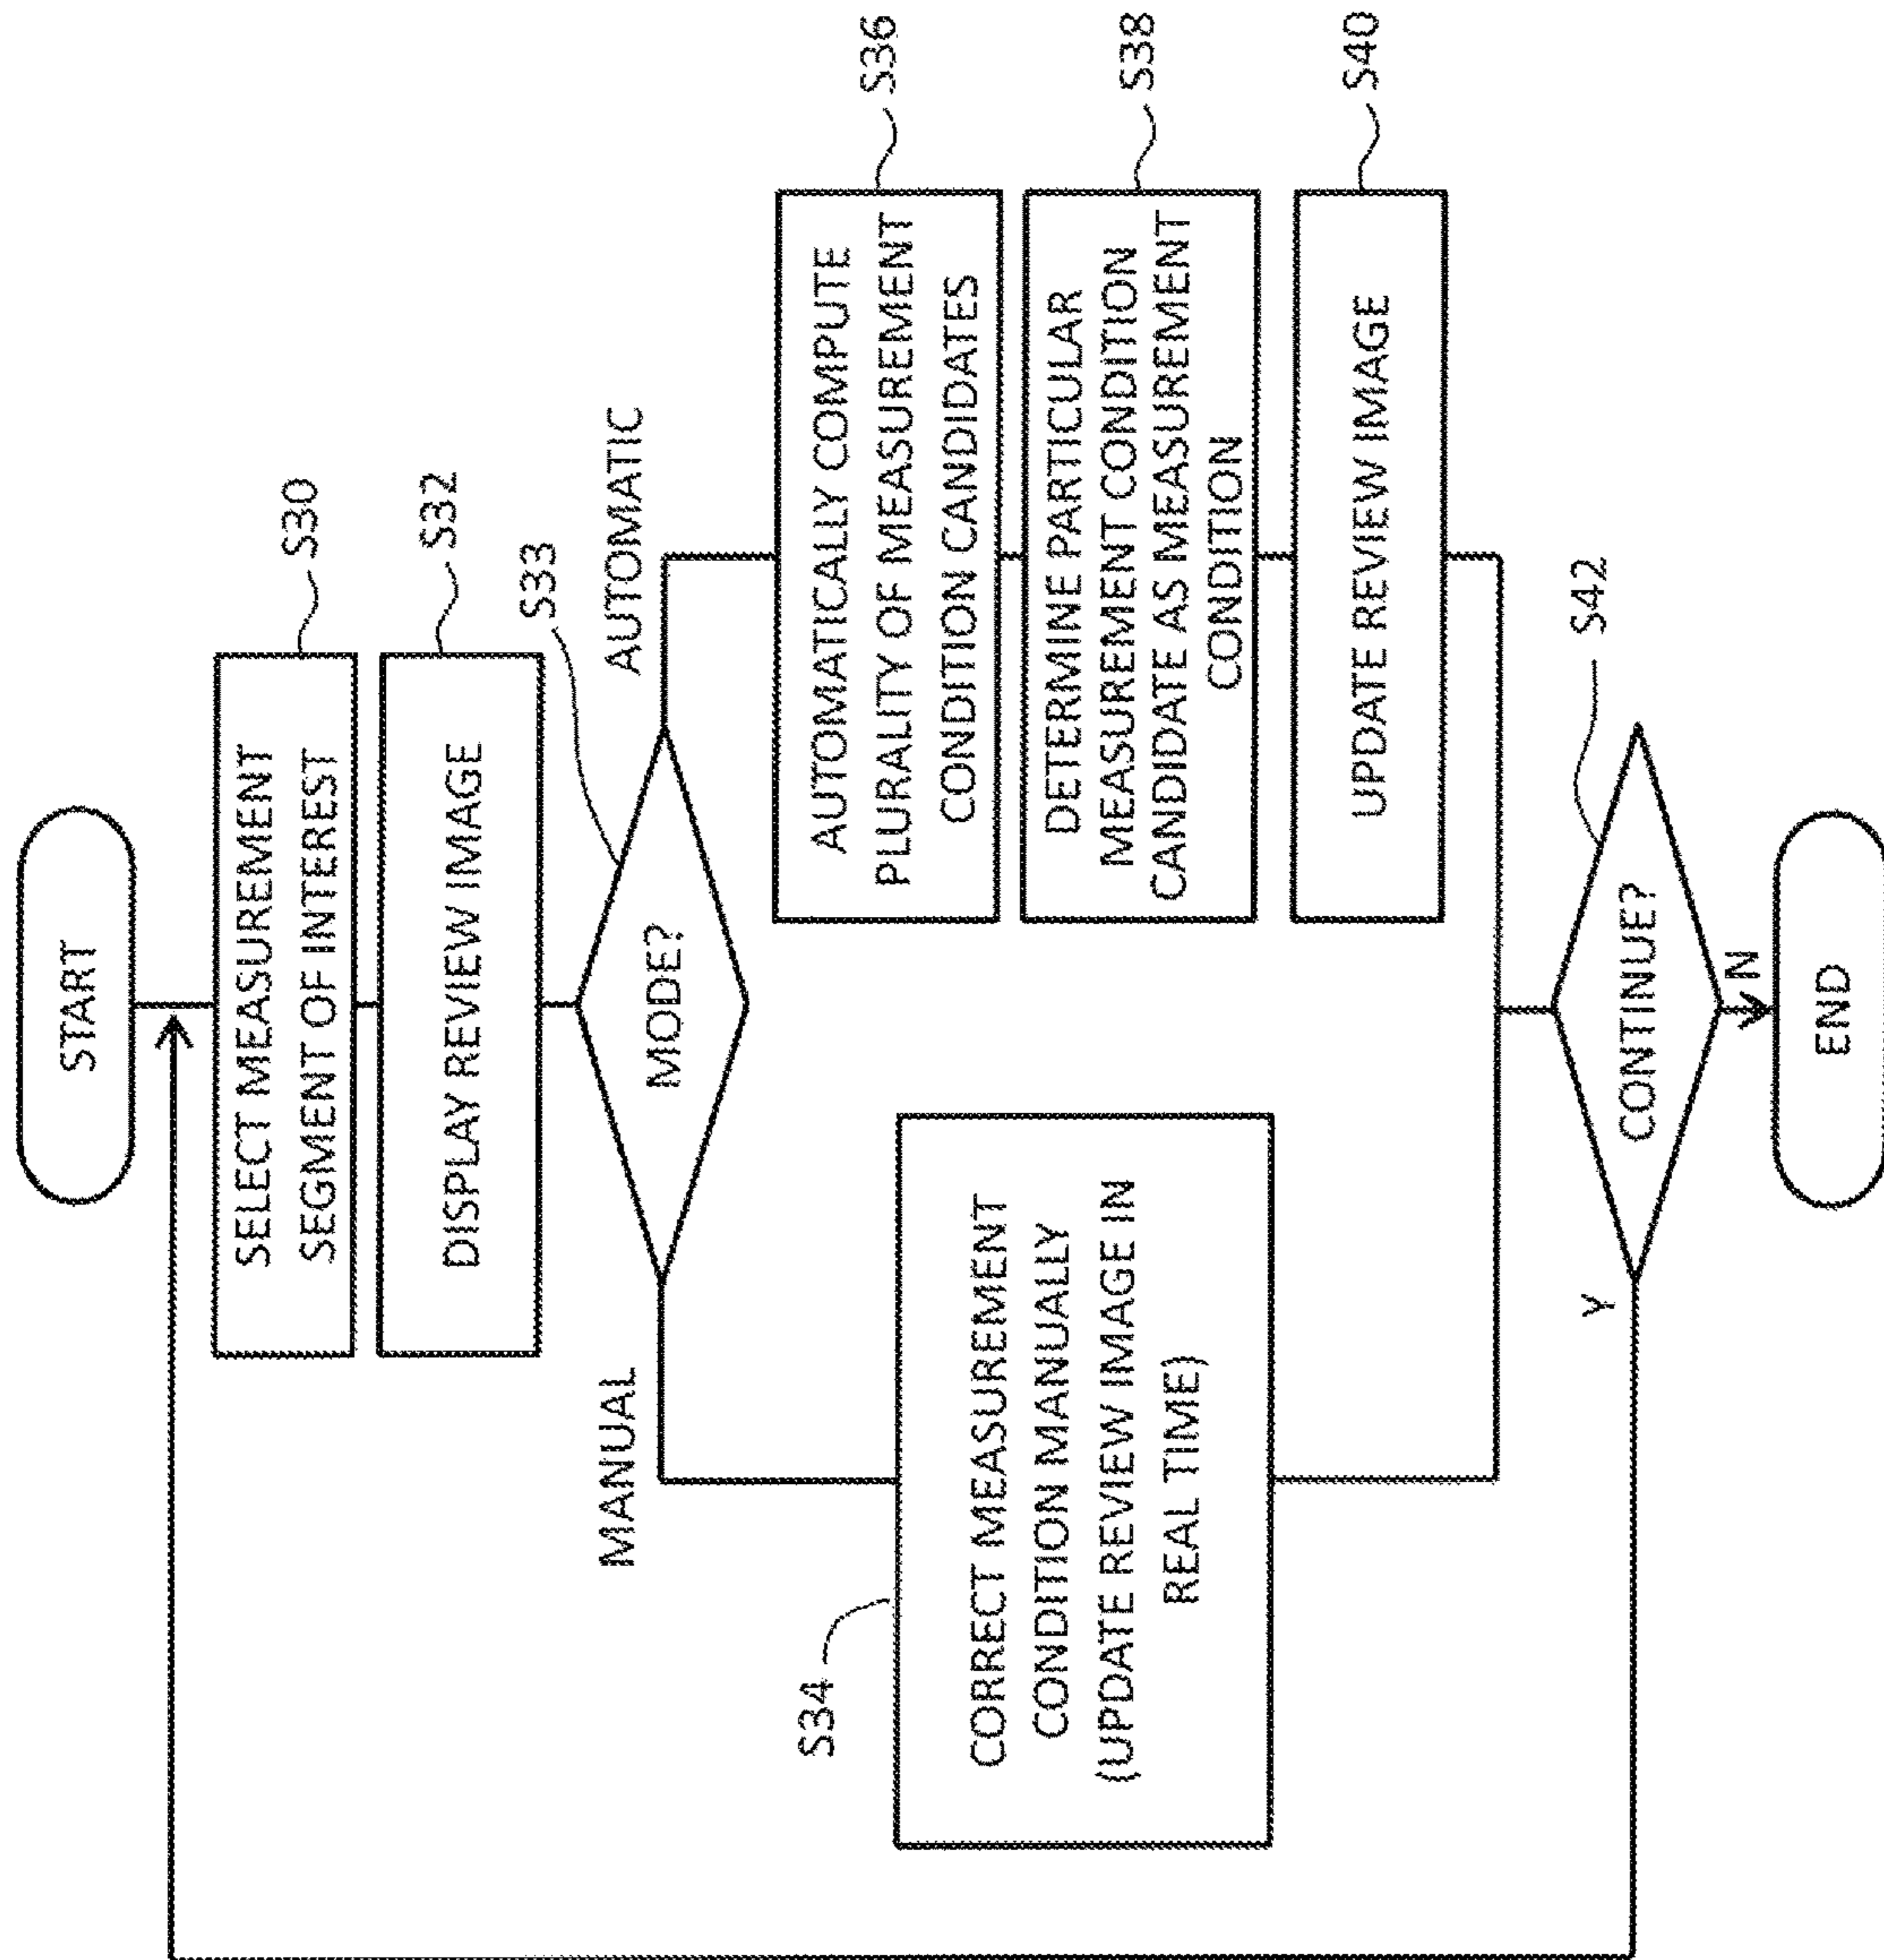 START
SELECT MEASUREMENT
SEGMENT OF INTEREST
S30
DISPLAY REVIEW IMAGE
S32
MODE?
S33
MANUAL
AUTOMATIC
S34
CORRECT MEASUREMENT
CONDITION MANUALLY
(UPDATE REVIEW IMAGE IN
REAL TIME)
AUTOMATICALLY COMPUTE
PLURALITY OF MEASUREMENT
CONDITION CANDIDATES
S36
DETERMINE PARTICULAR
MEASUREMENT CONDITION
CANDIDATE AS MEASUREMENT
CONDITION
S38
UPDATE REVIEW IMAGE
S40
CONTINUE?
S42
Y
N
END